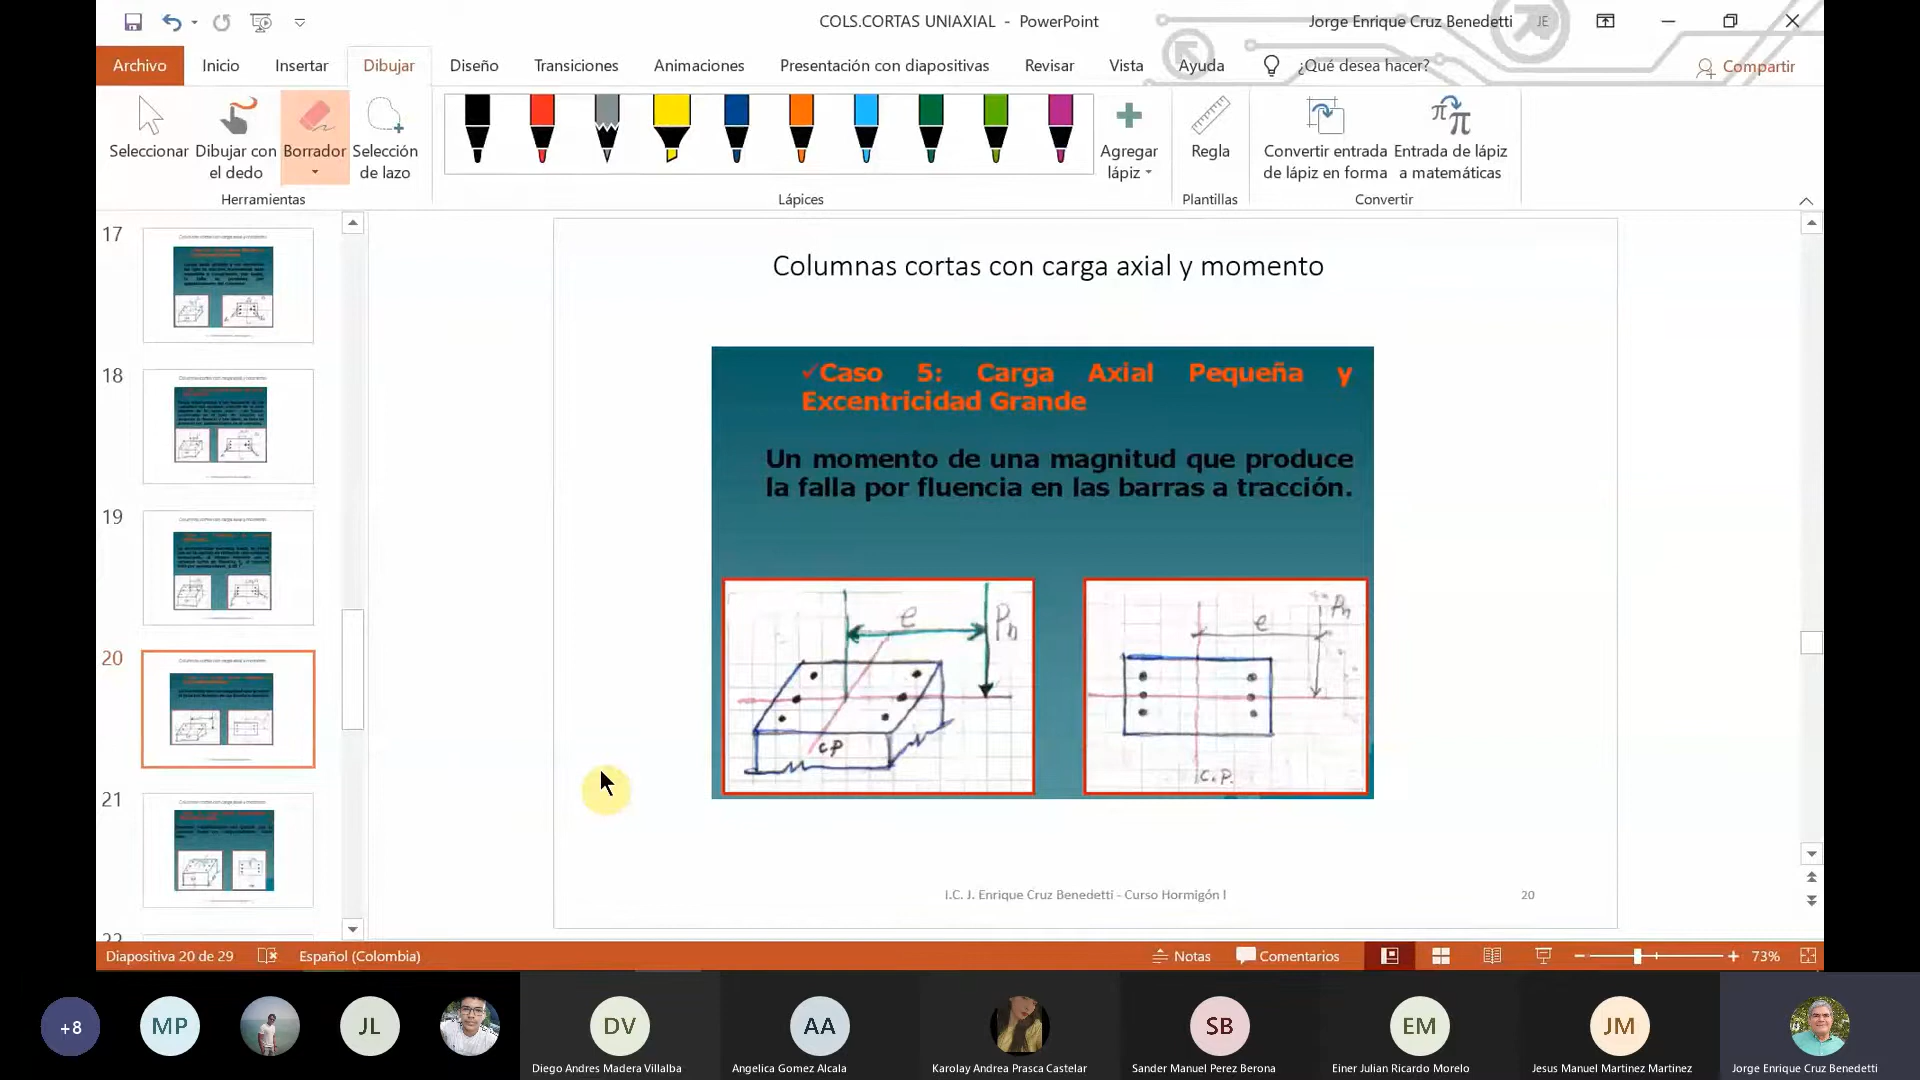 COLS.CORTAS UNIAXIAL - PowerPoint
Jorge Enrique Cruz Benedetti
JE
Archivo
Inicio
Insertar
Dibujar
Diseño
Transiciones
Animaciones
Presentación con diapositivas
Revisar
Vista
Ayuda
¿Qué desea hacer?
Compartir
Seleccionar
Dibujar con
el dedo
Borrador
Selección
de lazo
Agregar
lápiz
Regla
Convertir entrada
de lápiz en forma
Entrada de lápiz
a matemáticas
Herramientas
Lápices
Plantillas
Convertir
17
18
19
20
21
22
Columnas cortas con carga axial y momento
✓Caso 5: Carga Axial Pequeña y
Excentricidad Grande
Un momento de una magnitud que produce
la falla por fluencia en las barras a tracción.
e
Pn
CP
e
Pn
C.P.
I.C. J. Enrique Cruz Benedetti - Curso Hormigón I
20
Diapositiva 20 de 29
Español (Colombia)
Notas
Comentarios
73%
+8
MP
JL
DV
AA
SB
EM
JM
Diego Andres Madera Villalba
Angelica Gomez Alcala
Karolay Andrea Prasca Castelar
Sander Manuel Perez Berona
Einer Julian Ricardo Morelo
Jesus Manuel Martinez Martinez
Jorge Enrique Cruz Benedetti